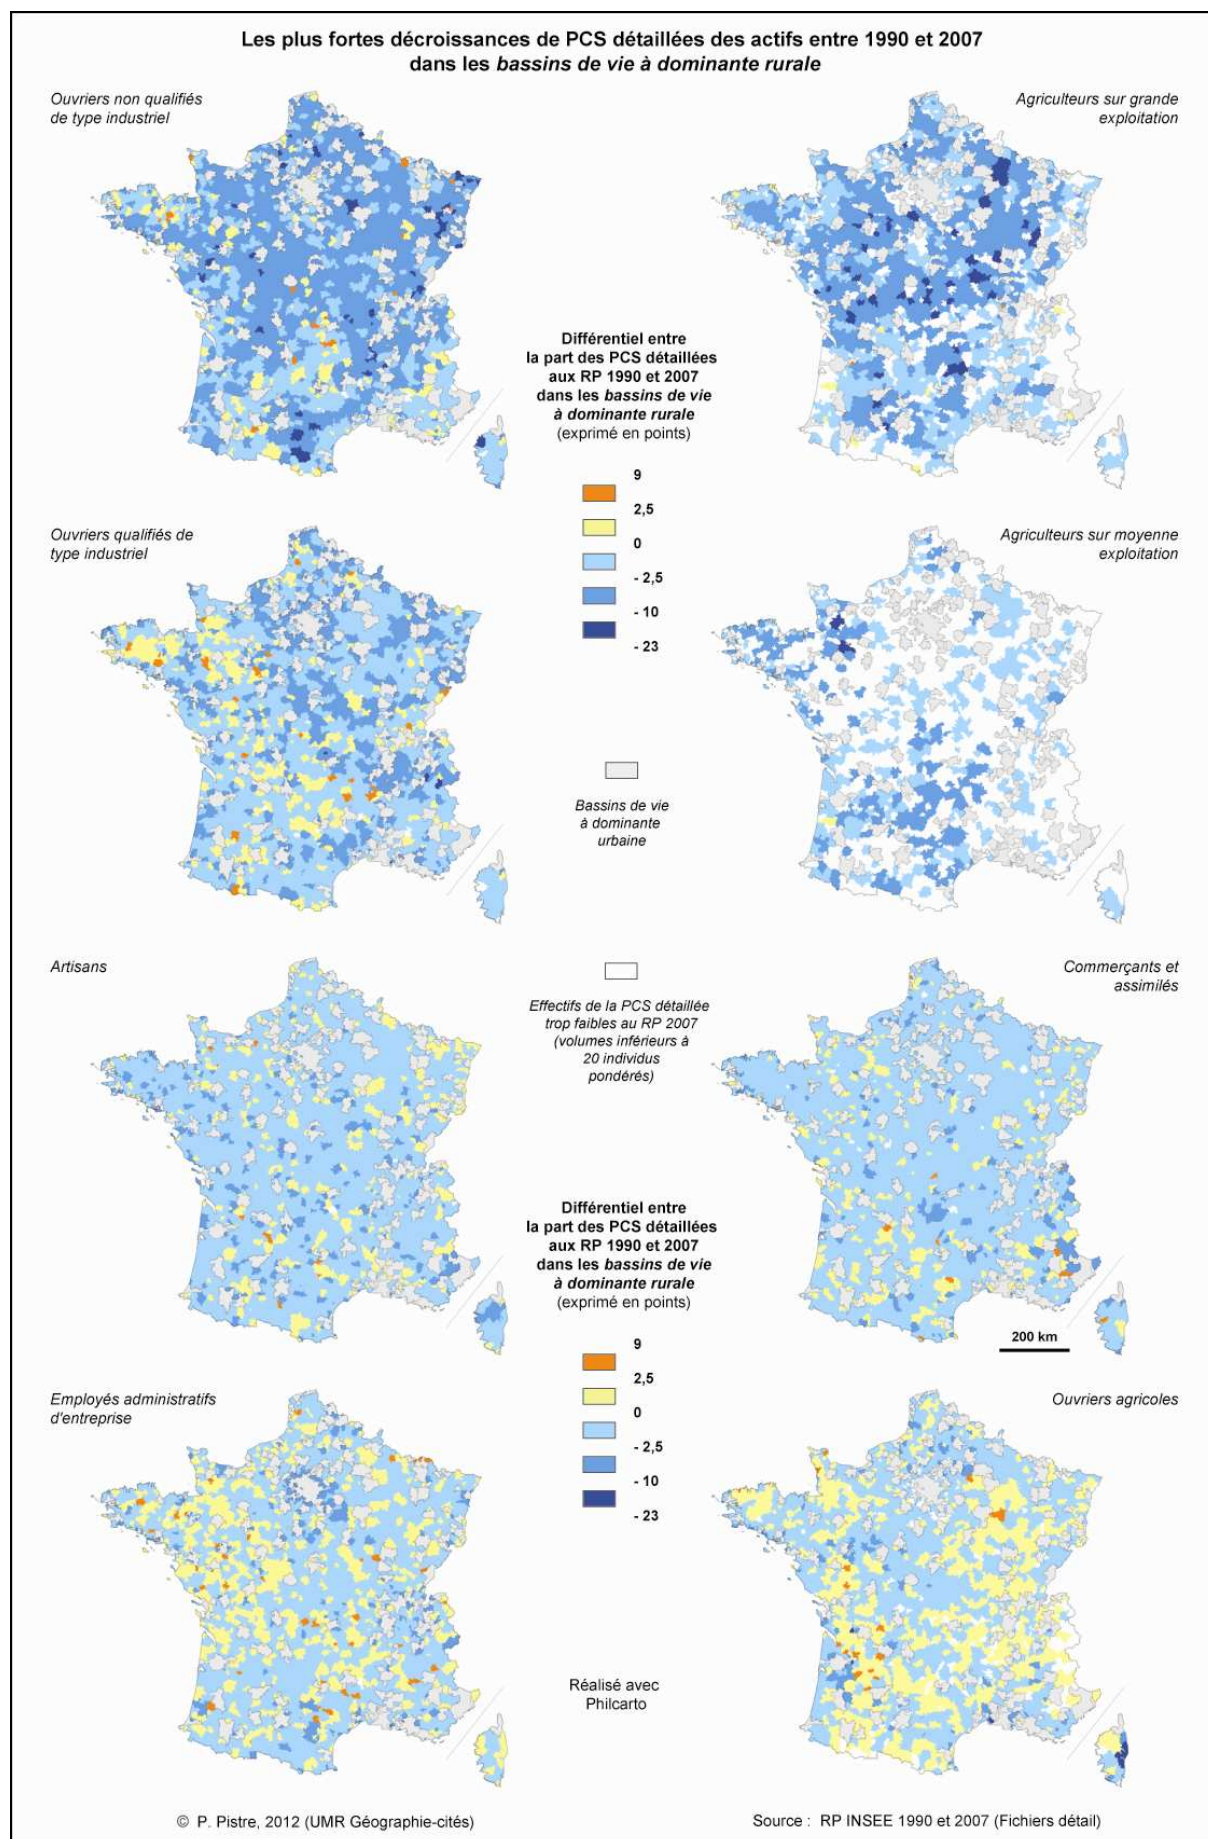 Les plus fortes décroissances de PCS détaillées des actifs entre 1990 et 2007
dans les bassins de vie à dominante rurale
Ouvriers non qualifiés
de type industriel
Agriculteurs sur grande
exploitation
Différentiel entre
la part des PCS détaillées
aux RP 1990 et 2007
dans les bassins de vie
à dominante rurale
(exprimé en points)
9
2,5
0
- 2,5
- 10
- 23
Ouvriers qualifiés de
type industriel
Agriculteurs sur moyenne
exploitation
Bassins de vie
à dominante
urbaine
Artisans
Commerçants et
assimilés
Effectifs de la PCS détaillée
trop faibles au RP 2007
(volumes inférieurs à
20 individus
pondérés)
Différentiel entre
la part des PCS détaillées
aux RP 1990 et 2007
dans les bassins de vie
à dominante rurale
(exprimé en points)
200 km
9
2,5
0
- 2,5
- 10
- 23
Employés administratifs
d'entreprise
Ouvriers agricoles
Réalisé avec
Philcarto
© P. Pistre, 2012 (UMR Géographie-cités)
Source : RP INSEE 1990 et 2007 (Fichiers détail)